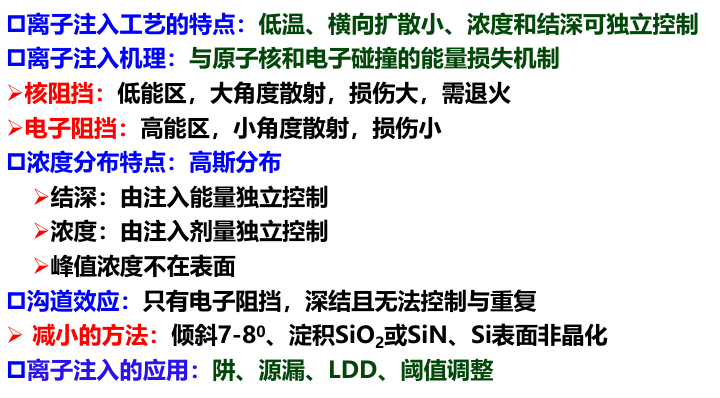 □离子注入工艺的特点：低温、横向扩散小、浓度和结深可独立控制
□离子注入机理：与原子核和电子碰撞的能量损失机制
➢核阻挡：低能区，大角度散射，损伤大，需退火
➢电子阻挡：高能区，小角度散射，损伤小
□浓度分布特点：高斯分布
➢结深：由注入能量独立控制
➢浓度：由注入剂量独立控制
➢峰值浓度不在表面
□沟道效应：只有电子阻挡，深结且无法控制与重复
➢ 减小的方法：倾斜7-8⁰、淀积SiO₂或SiN、Si表面非晶化
□离子注入的应用：阱、源漏、LDD、阈值调整